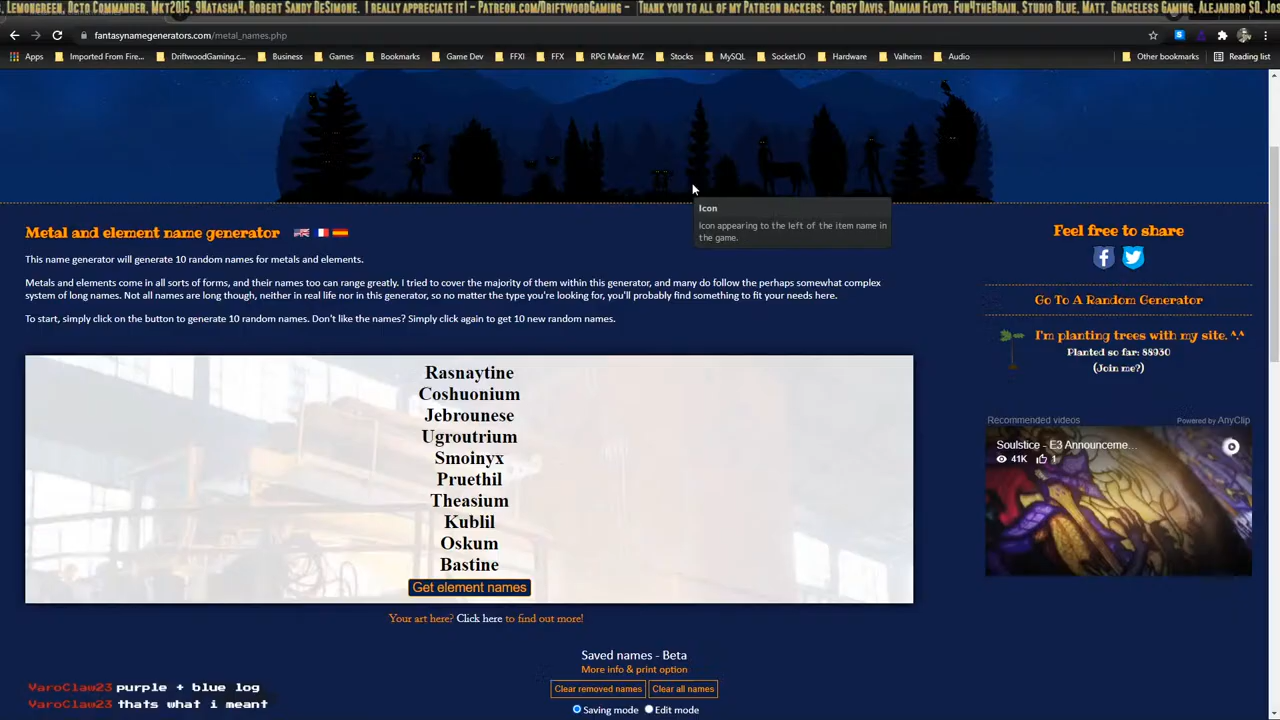 Lemongreen, Octo Commander, Mkt2015, 9Natasha4, Robert Sandy DeSimone. I really appreciate it! - Patreon.com/DriftwoodGaming - Thank you to all of my Patreon backers: Corey Davis, Damian Floyd, Fun4TheBrain, Studio Blue, Matt, Graceless Gaming, Alejandro SQ, Jos
fantasynamegenerators.com/metal_names.php
Apps Imported From Fire... DriftwoodGaming.c... Business Games Bookmarks Game Dev FFXI FFX RPG Maker MZ Stocks MySQL Socket.IO Hardware Valheim Audio Other bookmarks Reading list
Icon
Icon appearing to the left of the item name in
the game.
Metal and element name generator
This name generator will generate 10 random names for metals and elements.
Metals and elements come in all sorts of forms, and their names too can range greatly. I tried to cover the majority of them within this generator, and many do follow the perhaps somewhat complex
system of long names. Not all names are long though, neither in real life nor in this generator, so no matter the type you're looking for, you'll probably find something to fit your needs here.
To start, simply click on the button to generate 10 random names. Don't like the names? Simply click again to get 10 new random names.
Rasnaytine
Coshuonium
Jebrounese
Ugroutrium
Smoinyx
Pruethil
Theasium
Kublil
Oskum
Bastine
Get element names
Your art here? Click here to find out more!
Saved names - Beta
More info & print option
Clear removed names Clear all names
Saving mode Edit mode
Feel free to share
Go To A Random Generator
I'm planting trees with my site. ^.^
Planted so far: 88930
(Join me?)
Recommended videos Powered by AnyClip
Soulstice - E3 Announceme...
41K 1
VaroClaw23 purple + blue log
VaroClaw23 thats what i meant